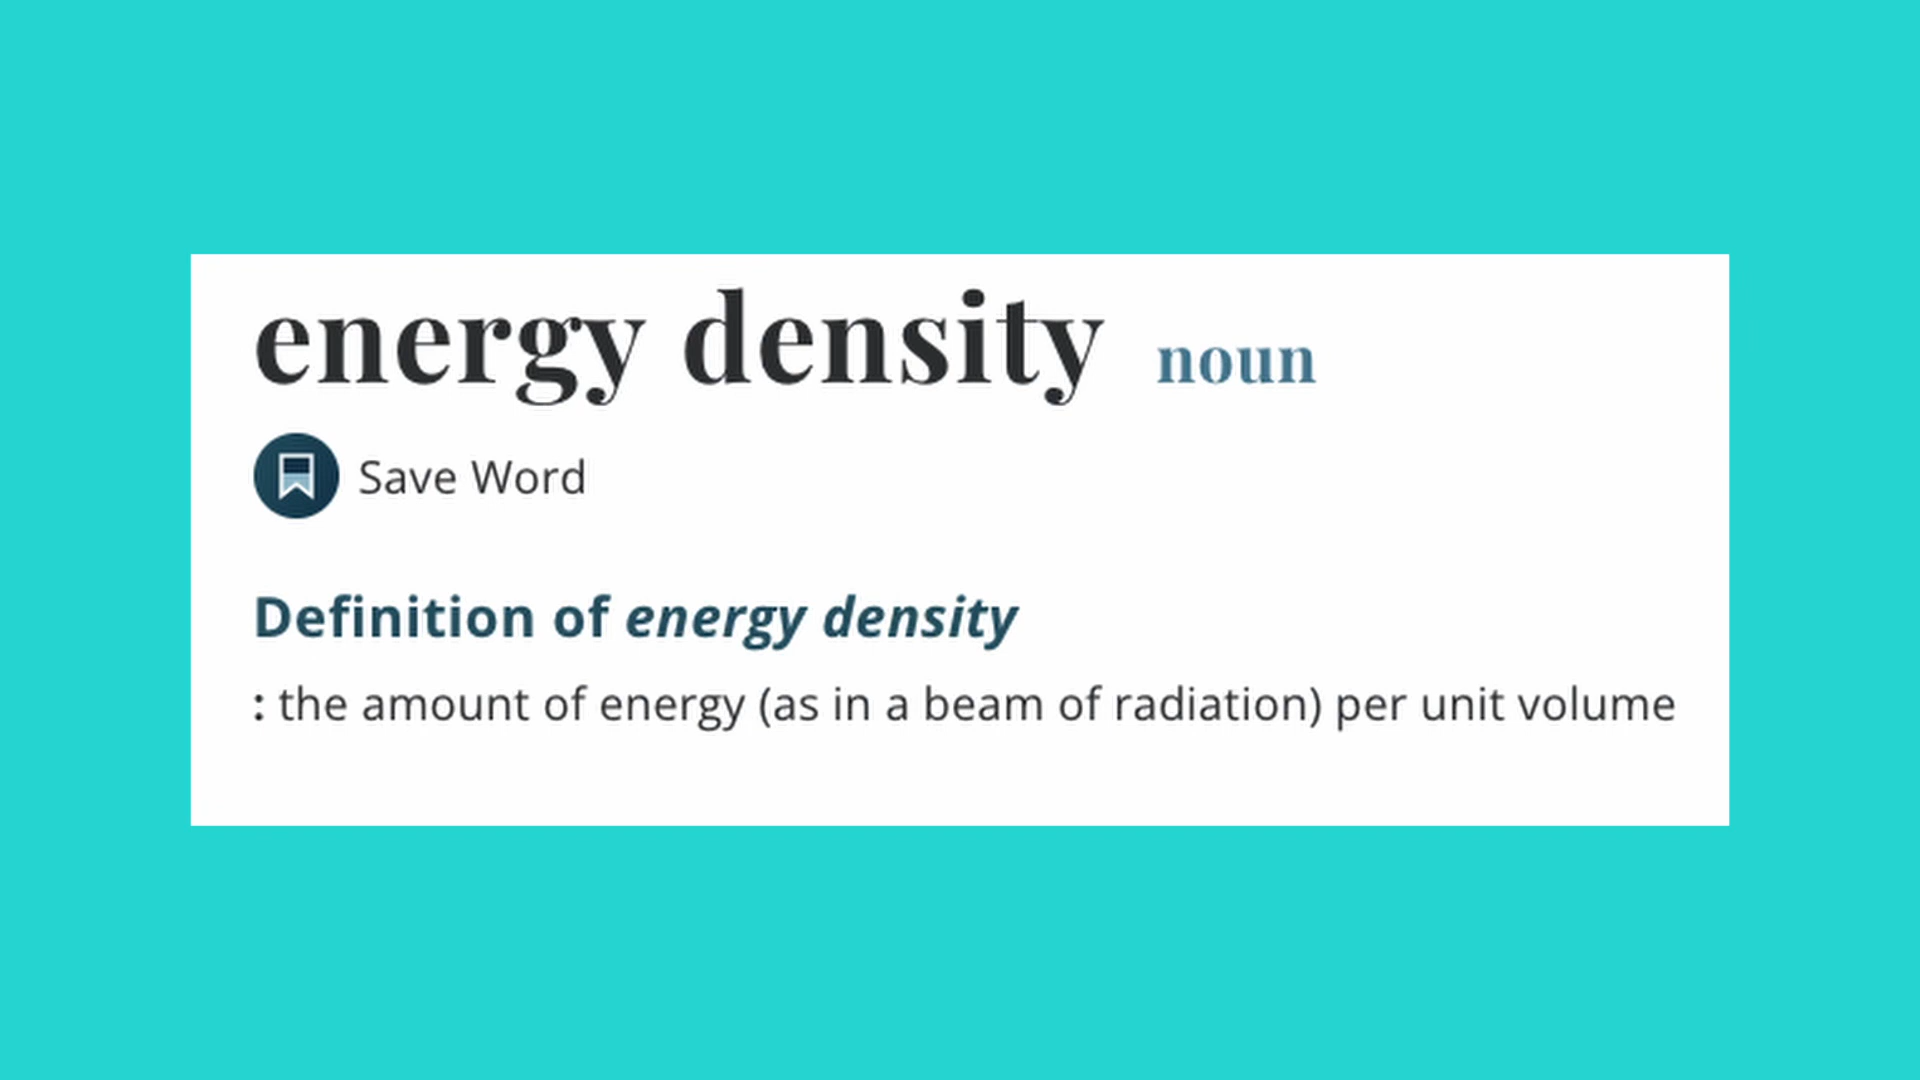 energy density noun
Save Word
Definition of energy density
: the amount of energy (as in a beam of radiation) per unit volume